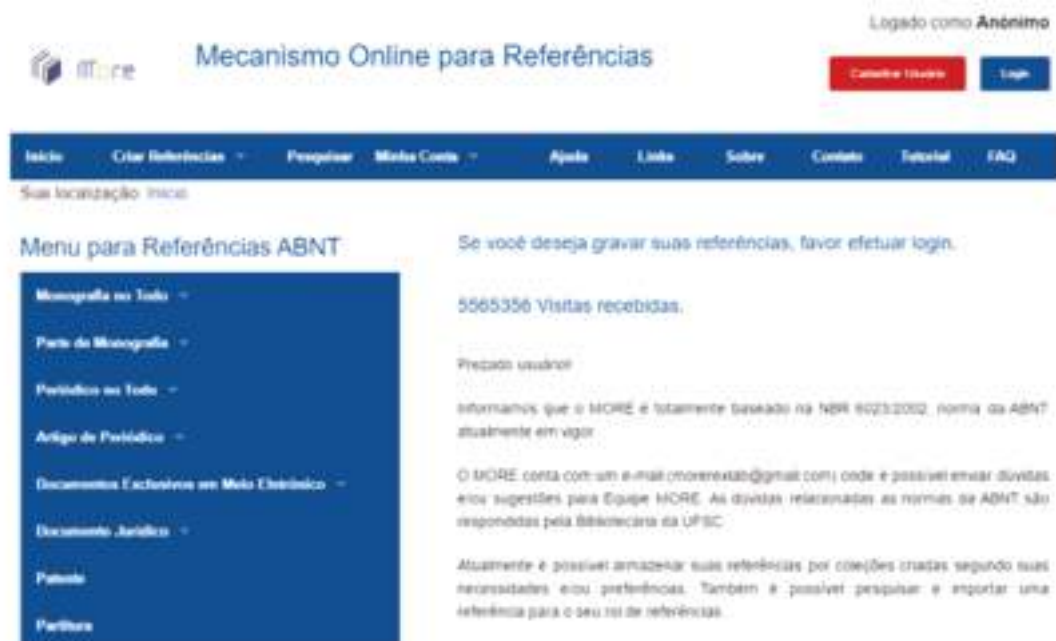 Logado como Anônimo
More
Mecanismo Online para Referências
Cadastrar Usuário
Login
Início Criar Referências Pesquisar Minha Conta Ajuda Links Sobre Contato Tutorial FAQ
Sua localização: Início
Menu para Referências ABNT
Monografia no Todo
Parte de Monografia
Periódico no Todo
Artigo de Periódico
Documentos Exclusivos em Meio Eletrônico
Documento Jurídico
Patente
Partitura
Se você deseja gravar suas referências, favor efetuar login.
5565356 Visitas recebidas.
Prezado usuário!
Informamos que o MORE é totalmente baseado na NBR 6023:2002, norma da ABNT
atualmente em vigor.
O MORE conta com um e-mail (morerexlab@gmail.com) onde é possível enviar dúvidas
e/ou sugestões para Equipe MORE. As dúvidas relacionadas as normas da ABNT são
respondidas pela Bibliotecária da UFSC.
Atualmente é possível armazenar suas referências por coleções criadas segundo suas
necessidades e/ou preferências. Também é possível pesquisar e importar uma
referência para o seu rol de referências.